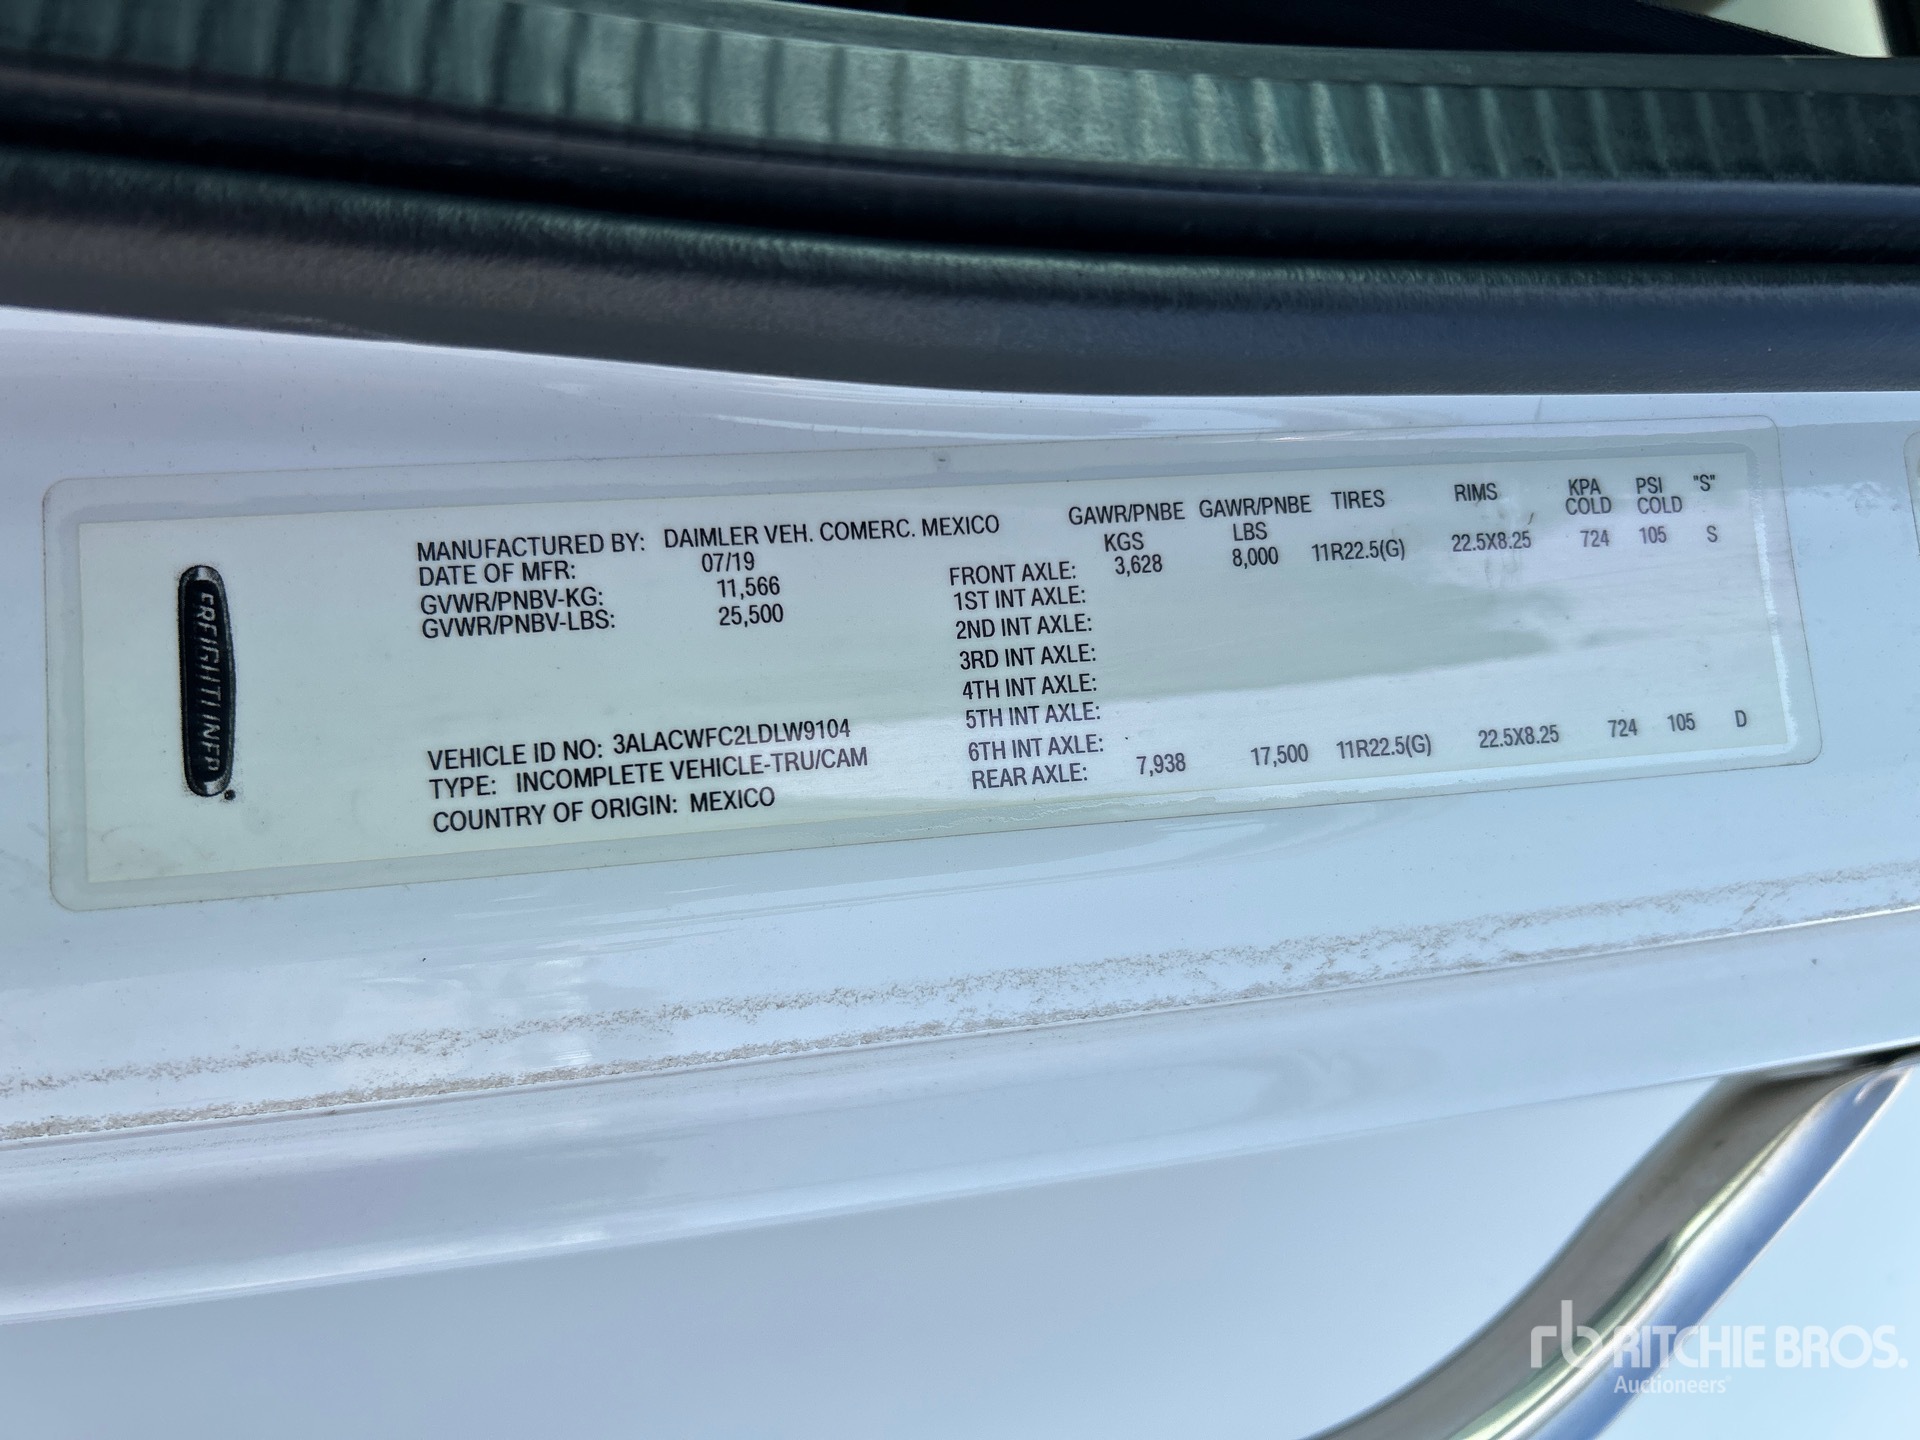 FREIGHTLINER
MANUFACTURED BY: DAIMLER VEH. COMERC. MEXICO
DATE OF MFR: 07/19
GVWR/PNBV-KG: 11,566
GVWR/PNBV-LBS: 25,500
VEHICLE ID NO: 3ALACWFC2LDLW9104
TYPE: INCOMPLETE VEHICLE-TRU/CAM
COUNTRY OF ORIGIN: MEXICO
GAWR/PNBE GAWR/PNBE TIRES RIMS KPA PSI "S"
KGS LBS COLD COLD
FRONT AXLE: 3,628 8,000 11R22.5(G) 22.5X8.25 724 105 S
1ST INT AXLE:
2ND INT AXLE:
3RD INT AXLE:
4TH INT AXLE:
5TH INT AXLE:
6TH INT AXLE:
REAR AXLE: 7,938 17,500 11R22.5(G) 22.5X8.25 724 105 D
rb RITCHIE BROS.
Auctioneers